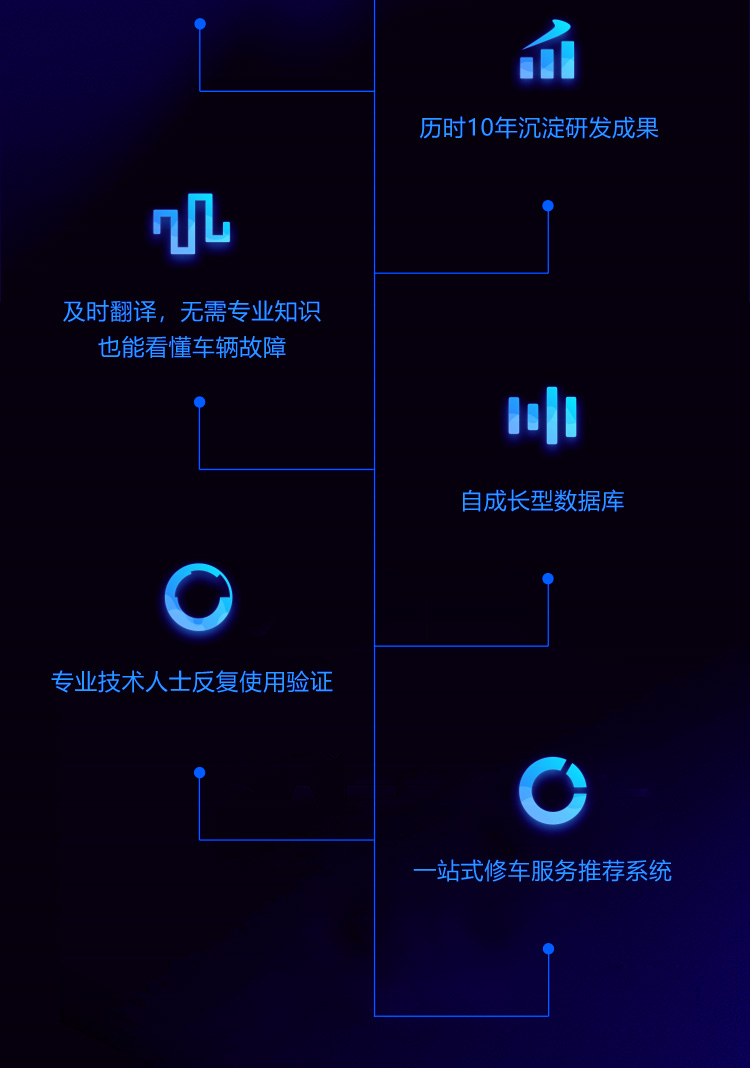 历时10年沉淀研发成果
及时翻译，无需专业知识
也能看懂车辆故障
自成长型数据库
专业技术人士反复使用验证
一站式修车服务推荐系统